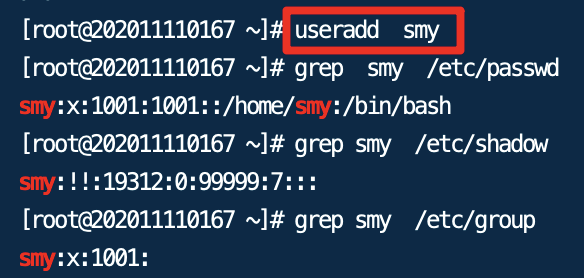 [root@202011110167 ~]# useradd  smy
[root@202011110167 ~]# grep  smy  /etc/passwd
smy:x:1001:1001::/home/smy:/bin/bash
[root@202011110167 ~]# grep smy  /etc/shadow
smy:!!:19312:0:99999:7:::
[root@202011110167 ~]# grep smy  /etc/group
smy:x:1001: